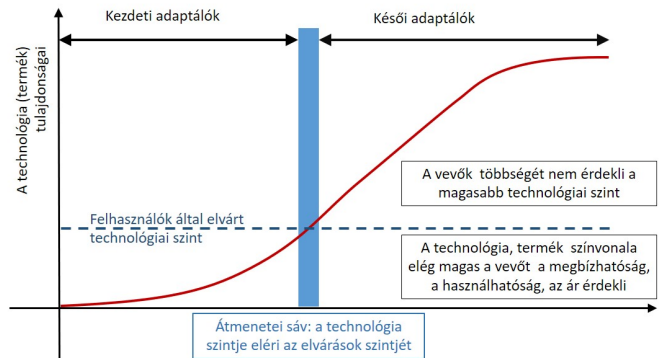 Kezdeti adaptálók
Késői adaptálók
A technológia (termék)
tulajdonságai
A vevők többségét nem érdekli a
magasabb technológiai szint
Felhasználók által elvárt
technológiai szint
A technológia, termék színvonala
elég magas a vevőt a megbízhatóság,
a használhatóság, az ár érdekli
Átmenetei sáv: a technológia
szintje eléri az elvárások szintjét